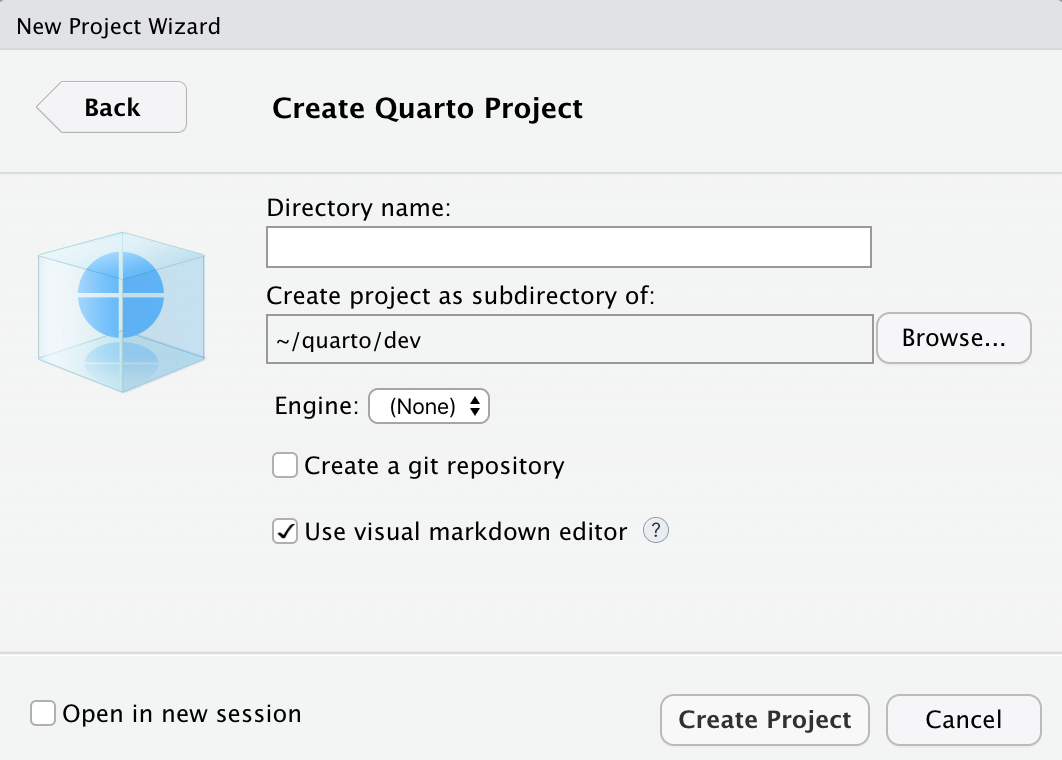 New Project Wizard
Back
Create Quarto Project
Directory name:
Create project as subdirectory of:
~/quarto/dev
Browse...
Engine: (None)
Create a git repository
Use visual markdown editor ?
Open in new session
Create Project
Cancel